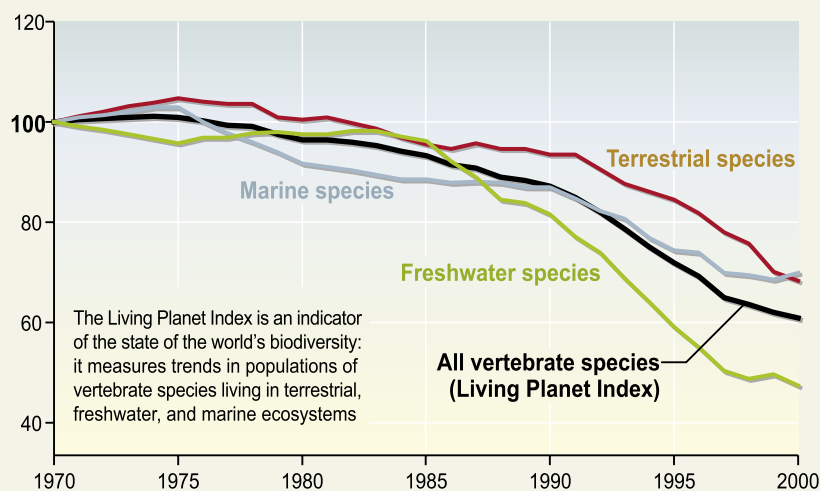 120
100
80
60
40
Terrestrial species
Marine species
Freshwater species
The Living Planet Index is an indicator
of the state of the world’s biodiversity:
it measures trends in populations of
vertebrate species living in terrestrial,
freshwater, and marine ecosystems
All vertebrate species
(Living Planet Index)
1970 1975 1980 1985 1990 1995 2000